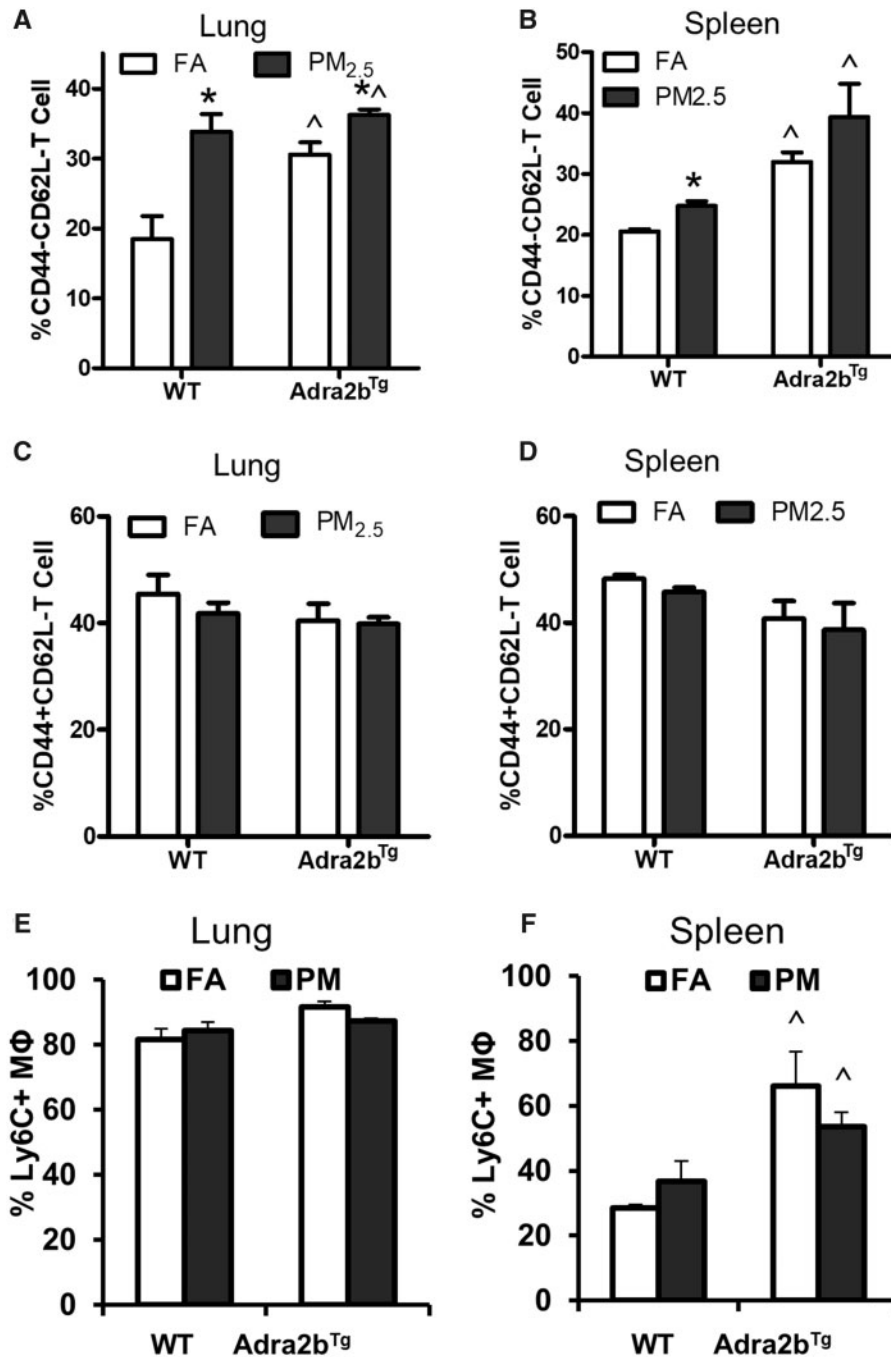 A
Lung
FA PM2.5
%CD44-CD62L-T Cell
40
30
20
10
0
* ^ *^
WT Adra2bTg
B
Spleen
FA
PM2.5
%CD44-CD62L-T Cell
50
40
30
20
10
0
* ^ ^
WT Adra2bTg
C
Lung
FA PM2.5
%CD44+CD62L-T Cell
60
40
20
0
WT Adra2bTg
D
Spleen
FA PM2.5
%CD44+CD62L-T Cell
60
40
20
0
WT Adra2bTg
E
Lung
FA PM
% Ly6C+ MΦ
100
80
60
40
20
0
WT Adra2bTg
F
Spleen
FA PM
% Ly6C+ MΦ
100
80
60
40
20
0
^ ^
WT Adra2bTg